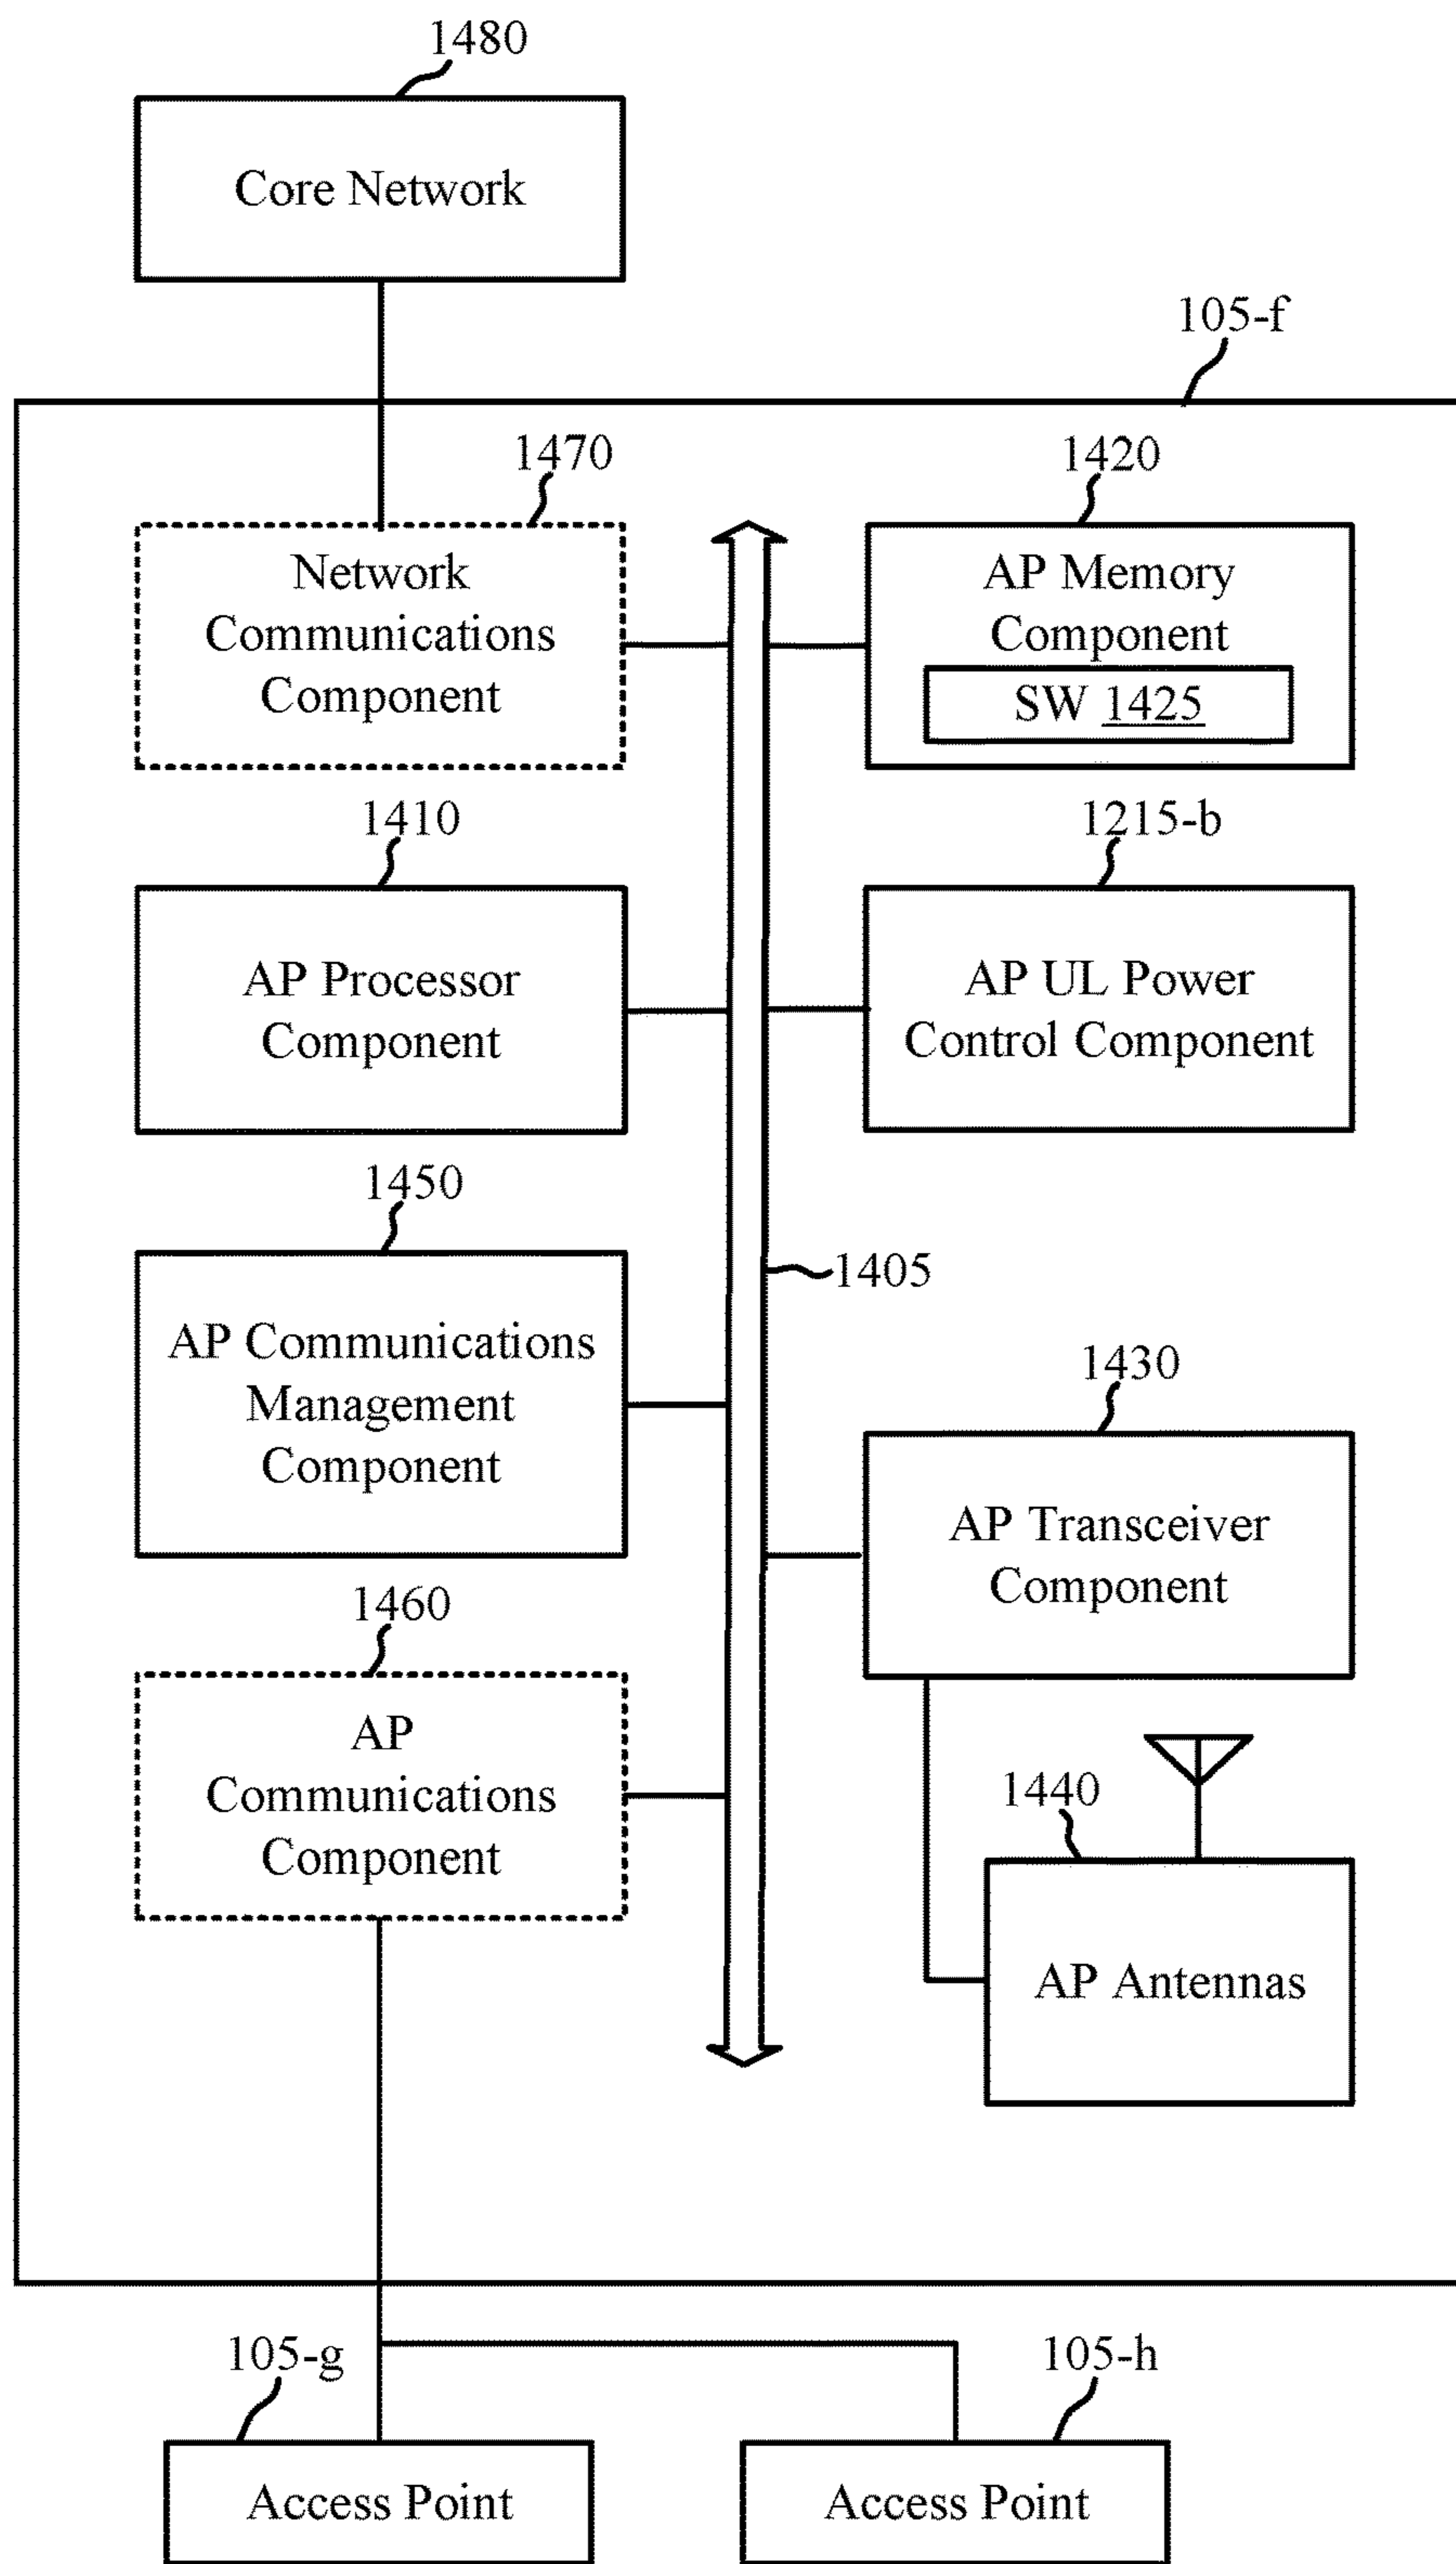 1480
Core Network
105-f
1470
1420
Network
Communications
Component
AP Memory
Component
SW 1425
1410
1215-b
AP Processor
Component
AP UL Power
Control Component
1450
1405
AP Communications
Management
Component
1430
AP Transceiver
Component
1460
AP
Communications
Component
1440
AP Antennas
105-g
105-h
Access Point
Access Point